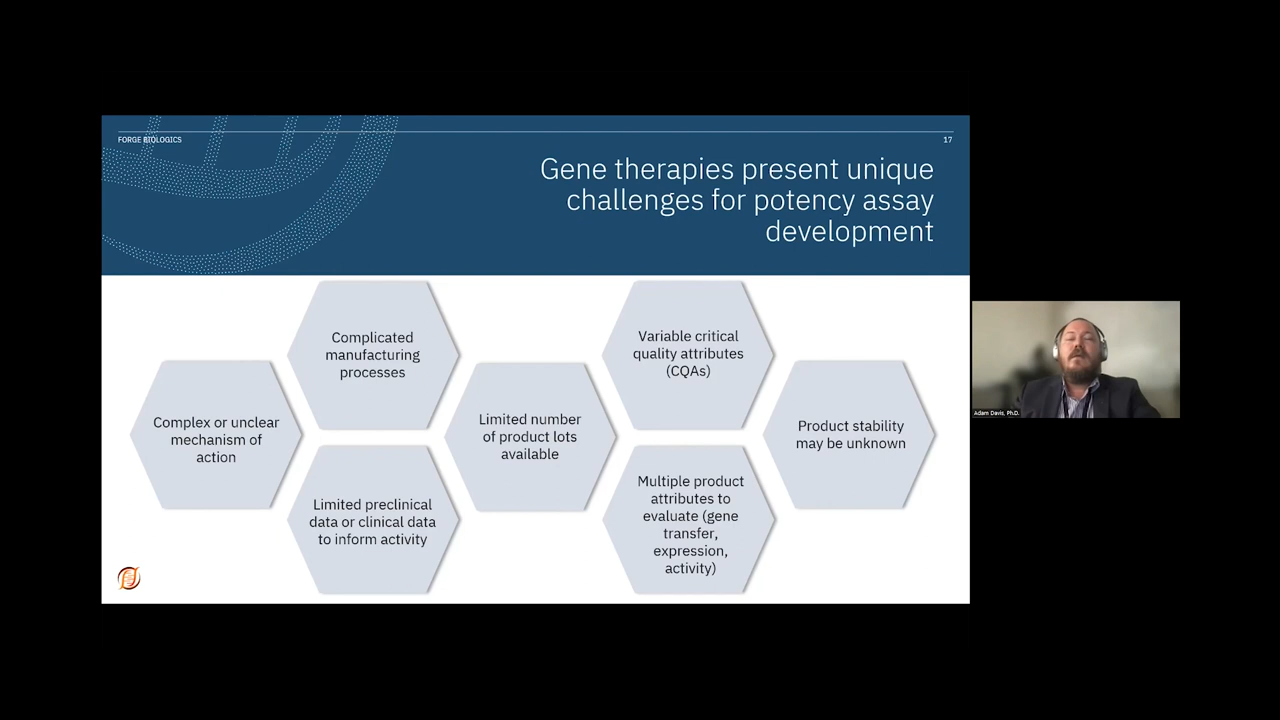 FORGE BIOLOGICS
17
Gene therapies present unique
challenges for potency assay
development
Complex or unclear
mechanism of
action
Complicated
manufacturing
processes
Limited preclinical
data or clinical data
to inform activity
Limited number
of product lots
available
Variable critical
quality attributes
(CQAs)
Multiple product
attributes to
evaluate (gene
transfer,
expression,
activity)
Product stability
may be unknown
Adam Davis, Ph.D.